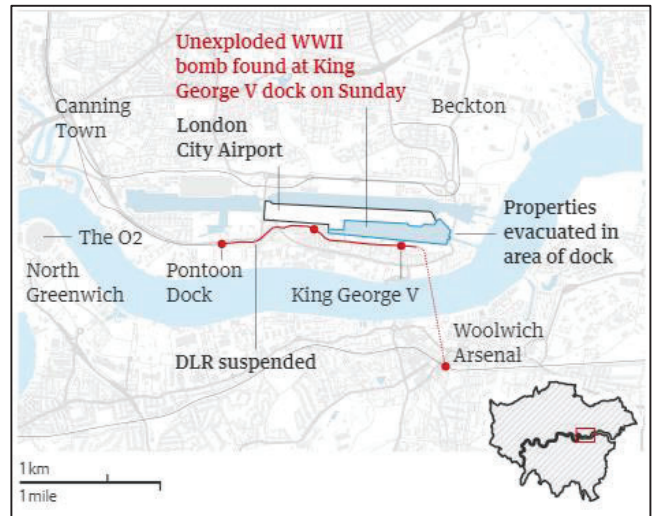 Unexploded WWII
bomb found at King
George V dock on Sunday
Canning
Town
Beckton
London
City Airport
Properties
evacuated in
area of dock
The O2
North
Greenwich
Pontoon
Dock
King George V
DLR suspended
Woolwich
Arsenal
1km
1mile